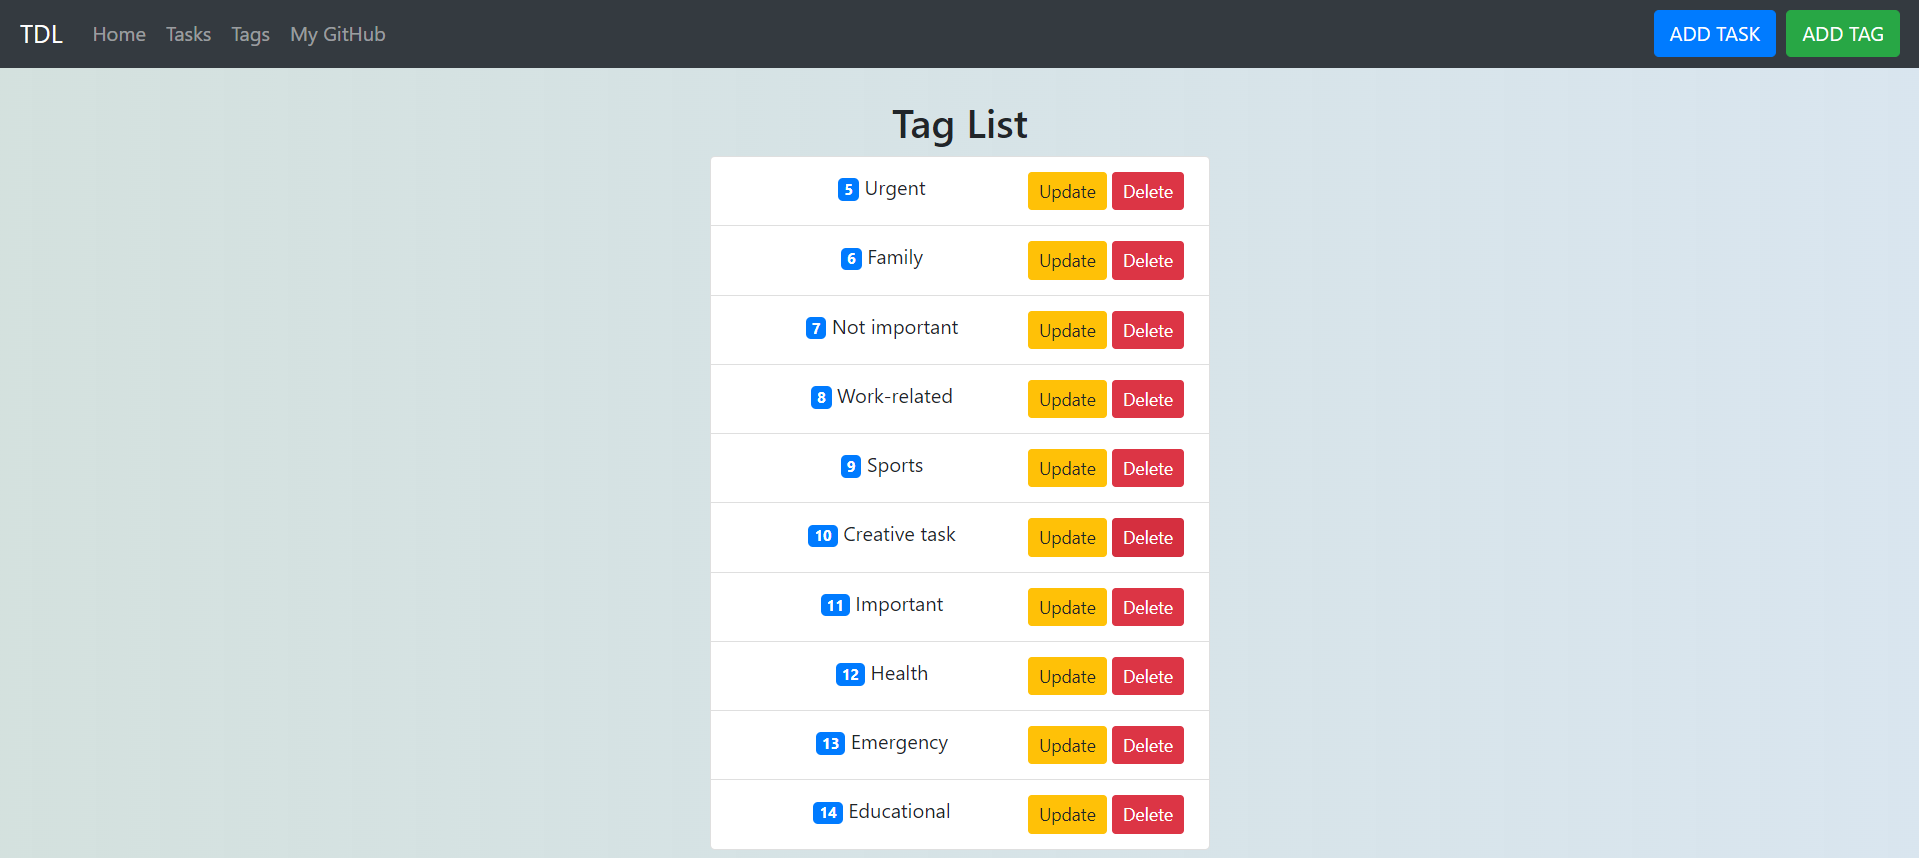 TDL Home Tasks Tags My GitHub ADD TASK ADD TAG
Tag List
5 Urgent Update Delete
6 Family Update Delete
7 Not important Update Delete
8 Work-related Update Delete
9 Sports Update Delete
10 Creative task Update Delete
11 Important Update Delete
12 Health Update Delete
13 Emergency Update Delete
14 Educational Update Delete